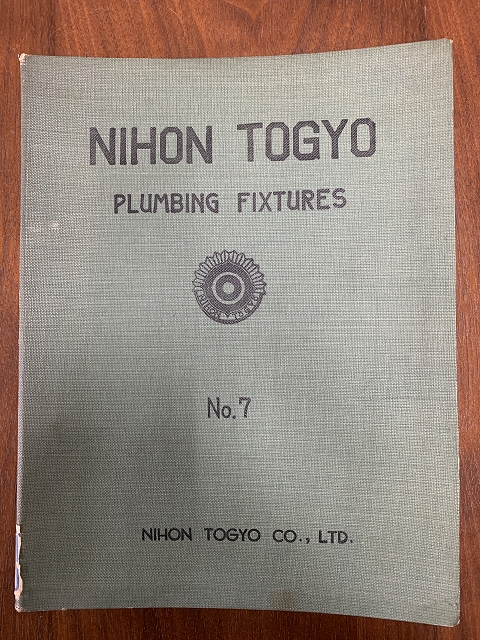 NIHON TOGYO
PLUMBING FIXTURES
No.7
NIHON TOGYO CO., LTD.